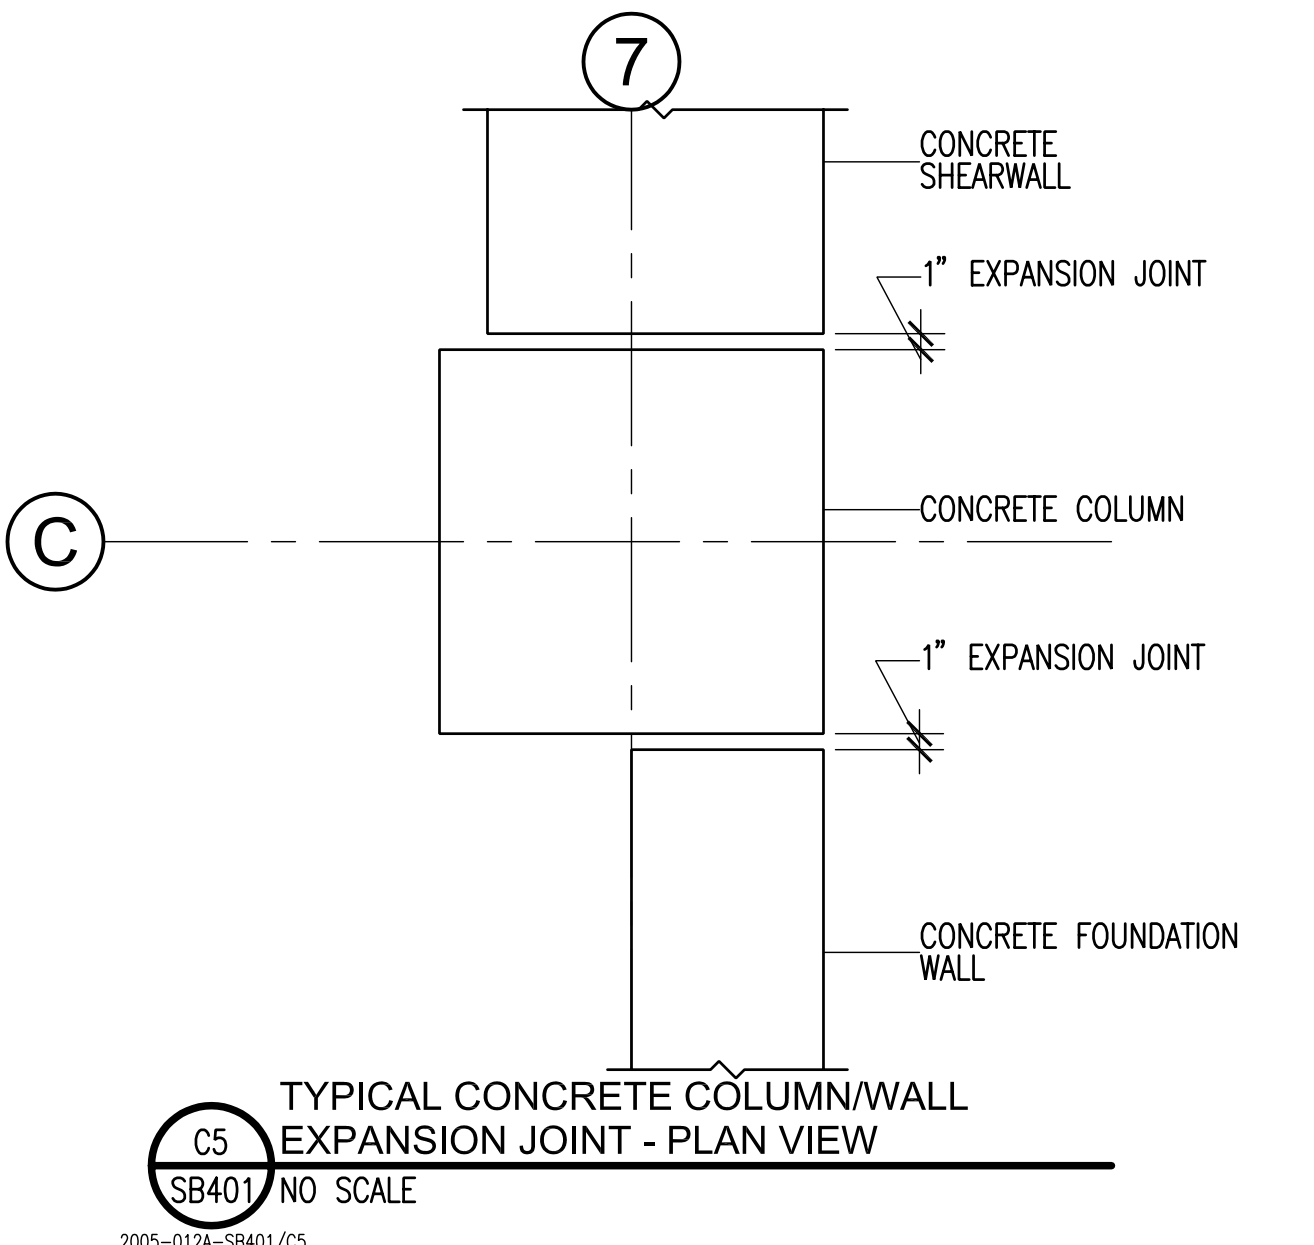 7
CONCRETE
SHEARWALL
1” EXPANSION JOINT
CONCRETE COLUMN
C
1” EXPANSION JOINT
CONCRETE FOUNDATION
WALL
TYPICAL CONCRETE COLUMN/WALL
EXPANSION JOINT - PLAN VIEW
C5
SB401
NO SCALE
2005-012A-SB401/C5